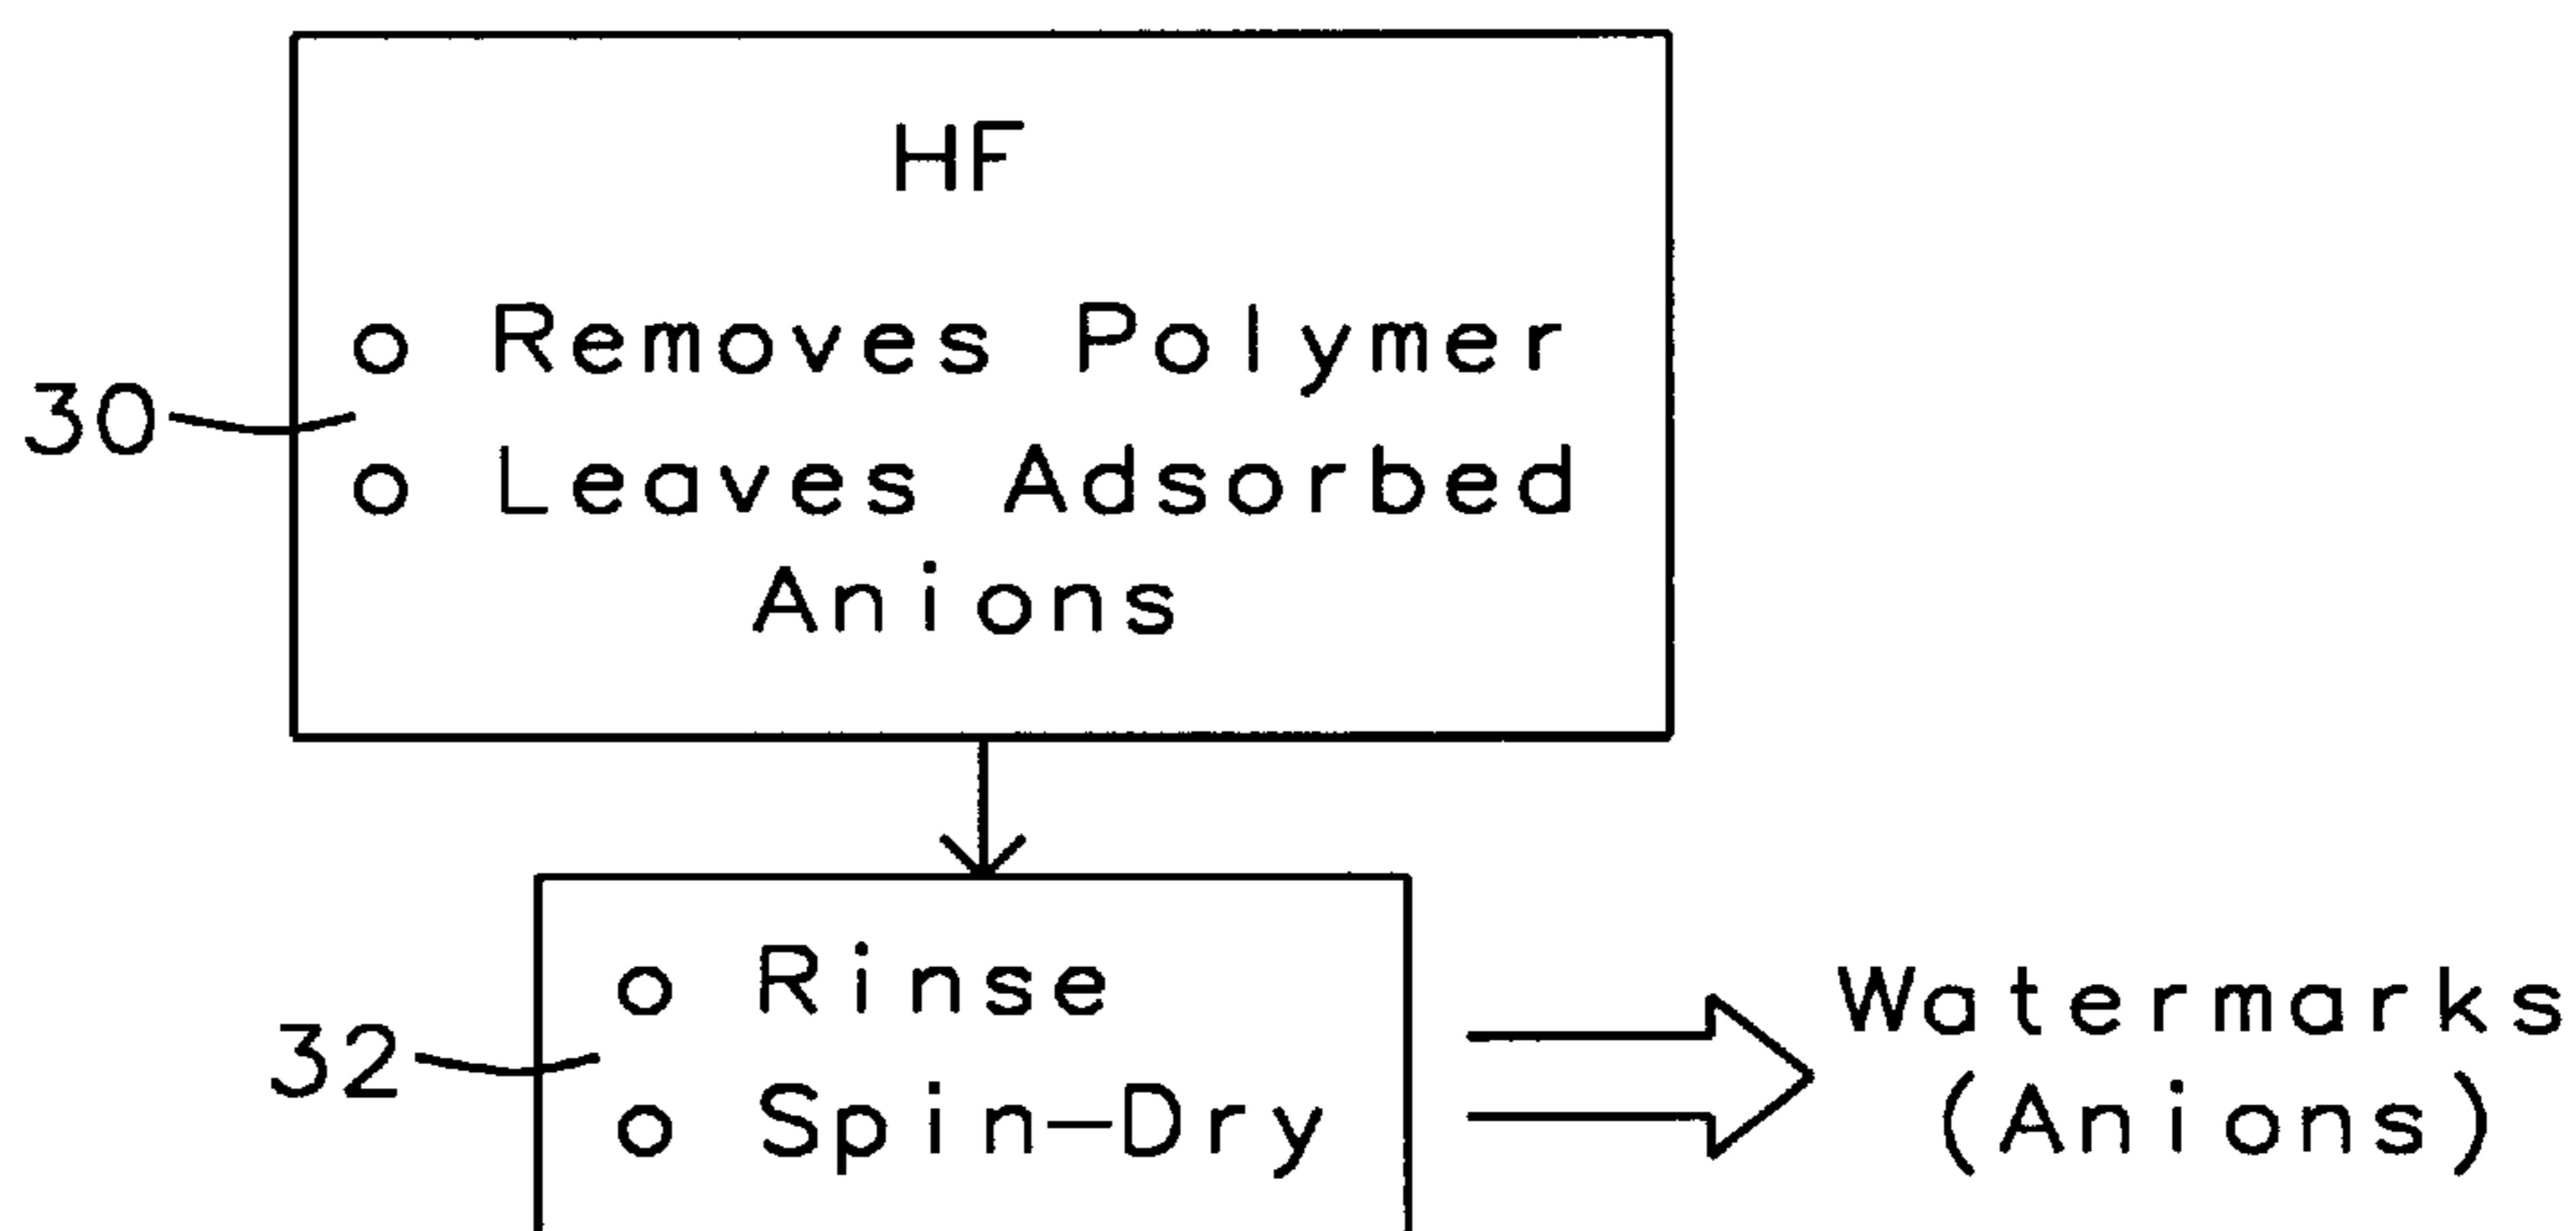 HF
o Removes Polymer
30
o Leaves Adsorbed
Anions
o Rinse
32
o Spin-Dry
Watermarks
(Anions)